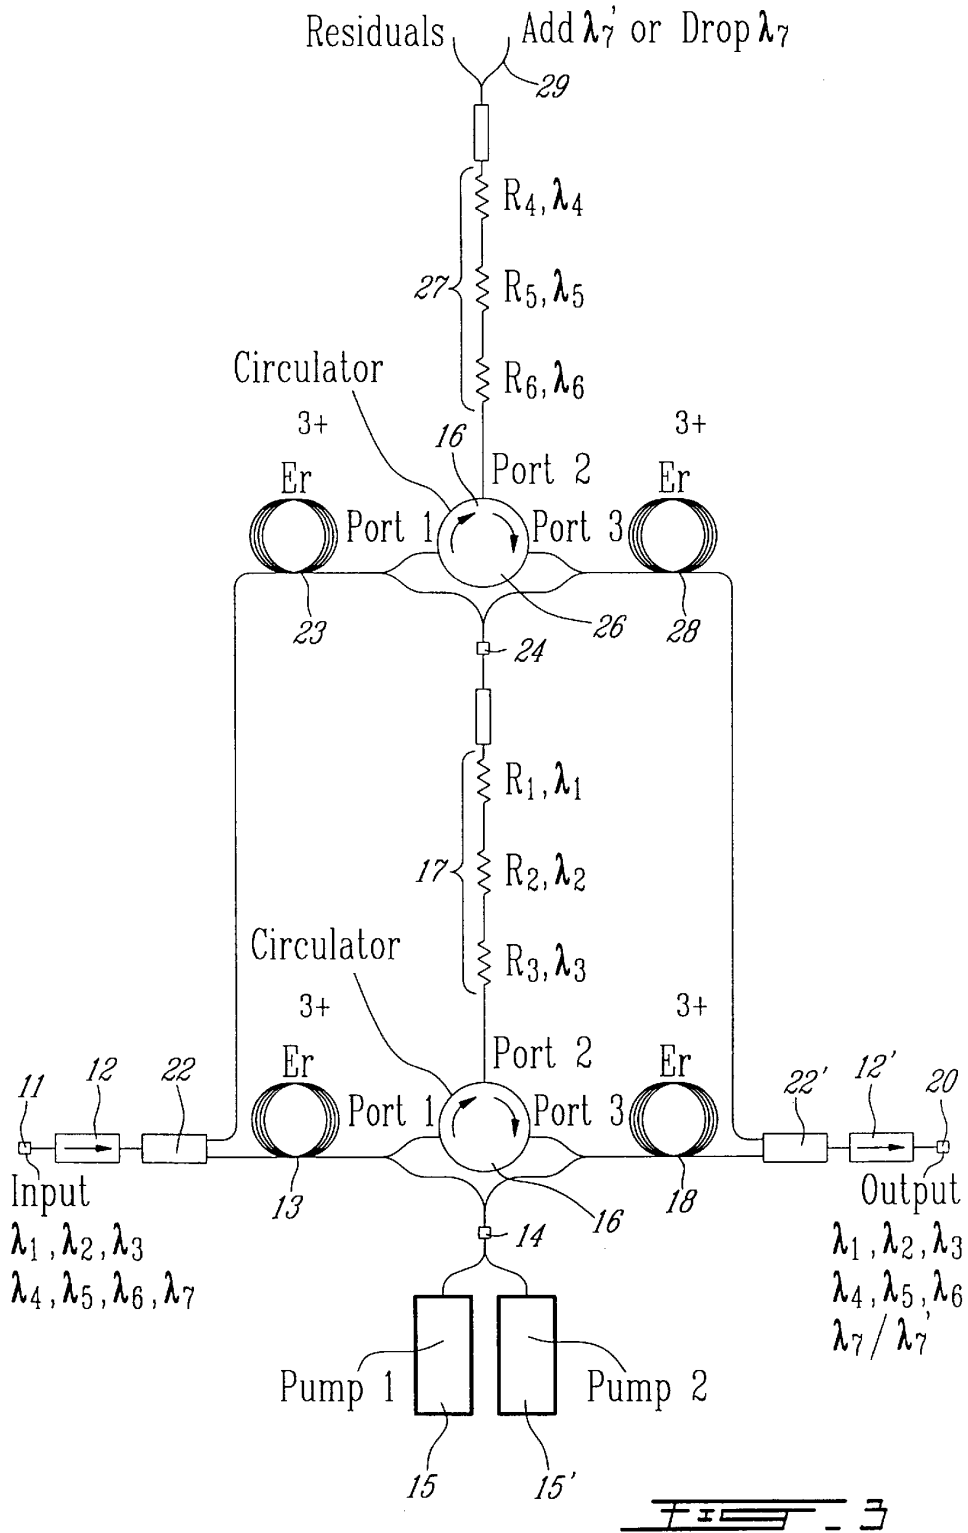 Residuals
Add λ7' or Drop λ7
29
R4, λ4
27
R5, λ5
R6, λ6
Circulator
3+
16
3+
Er
Port 2
Er
Port 1
Port 3
23
26
28
24
R1, λ1
17
R2, λ2
Circulator
R3, λ3
3+
3+
Er
Port 2
Er
11
12
22
22'
12'
20
Port 1
Port 3
Input
13
16
18
Output
λ1, λ2, λ3
14
λ1, λ2, λ3
λ4, λ5, λ6, λ7
λ4, λ5, λ6
λ7/λ7'
Pump 1
Pump 2
15
15'
Fig - 3